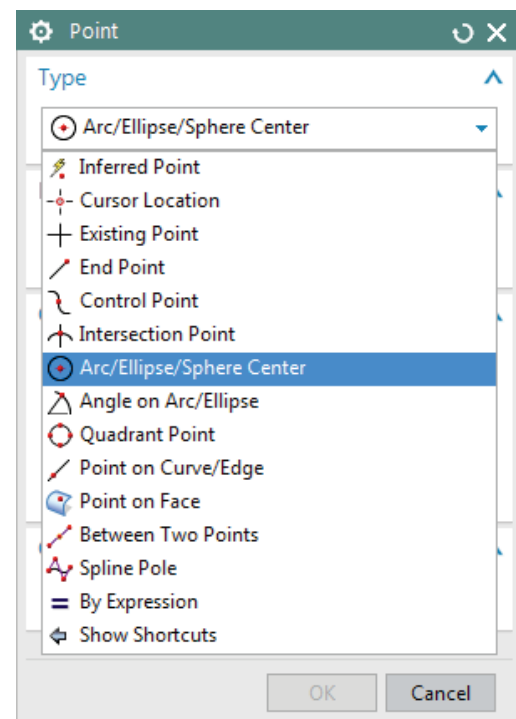 Point
Type
Arc/Ellipse/Sphere Center
Inferred Point
Cursor Location
Existing Point
End Point
Control Point
Intersection Point
Arc/Ellipse/Sphere Center
Angle on Arc/Ellipse
Quadrant Point
Point on Curve/Edge
Point on Face
Between Two Points
Spline Pole
By Expression
Show Shortcuts
OK Cancel